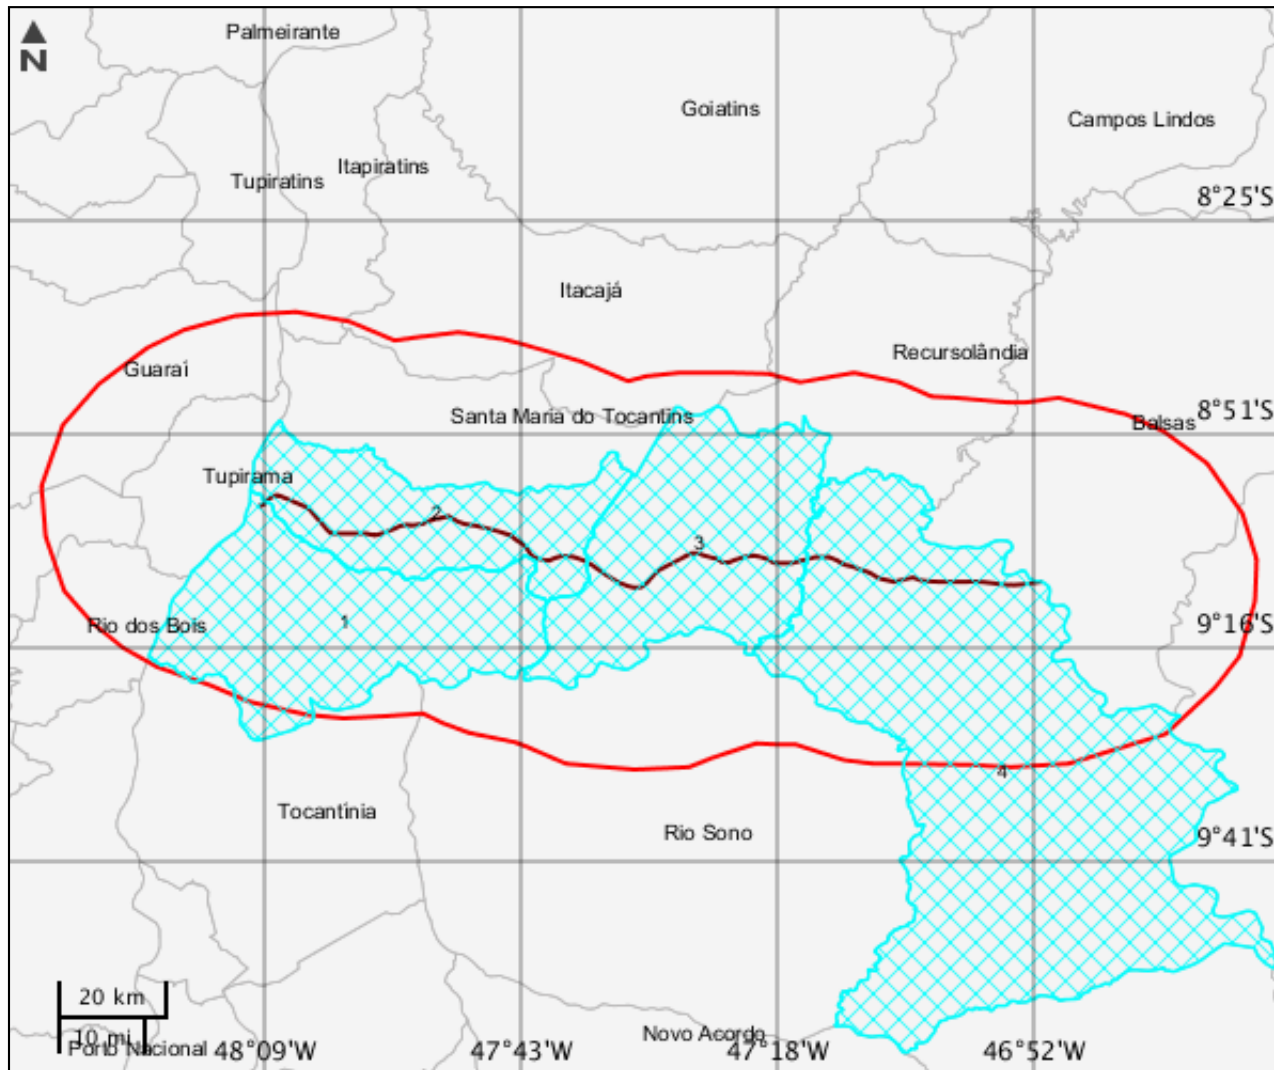 Palmeirante
N
Goiatins
Campos Lindos
Itapiratins
Tupiratins
8°25'S
Itacajá
Recursolândia
Guaraí
Santa Maria do Tocantins
8°51'S
Balsas
Tupirama
2
3
1
Rio dos Bois
9°16'S
4
Tocantínia
Rio Sono
9°41'S
20 km
10 mi
Novo Acordo
Porto Nacional
48°09'W
47°43'W
47°18'W
46°52'W